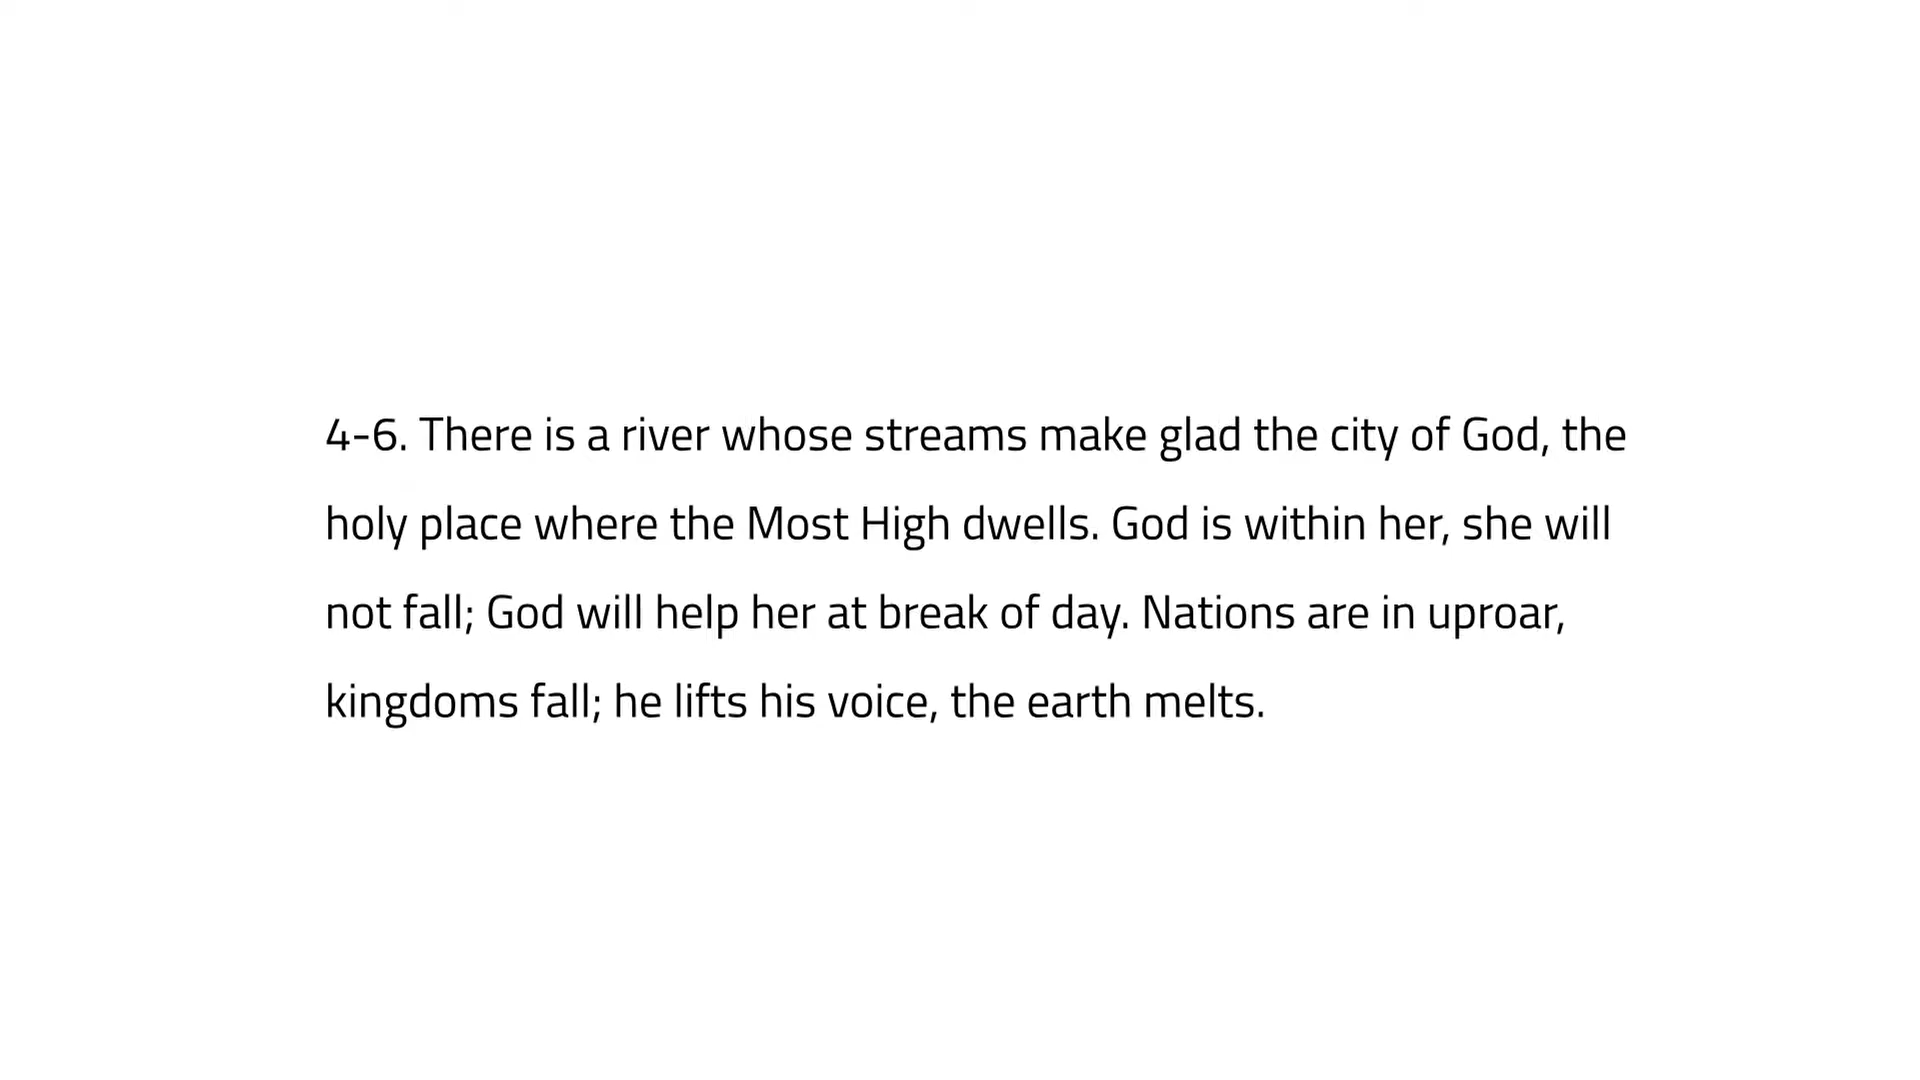 4-6. There is a river whose streams make glad the city of God, the
holy place where the Most High dwells. God is within her, she will
not fall; God will help her at break of day. Nations are in uproar,
kingdoms fall; he lifts his voice, the earth melts.